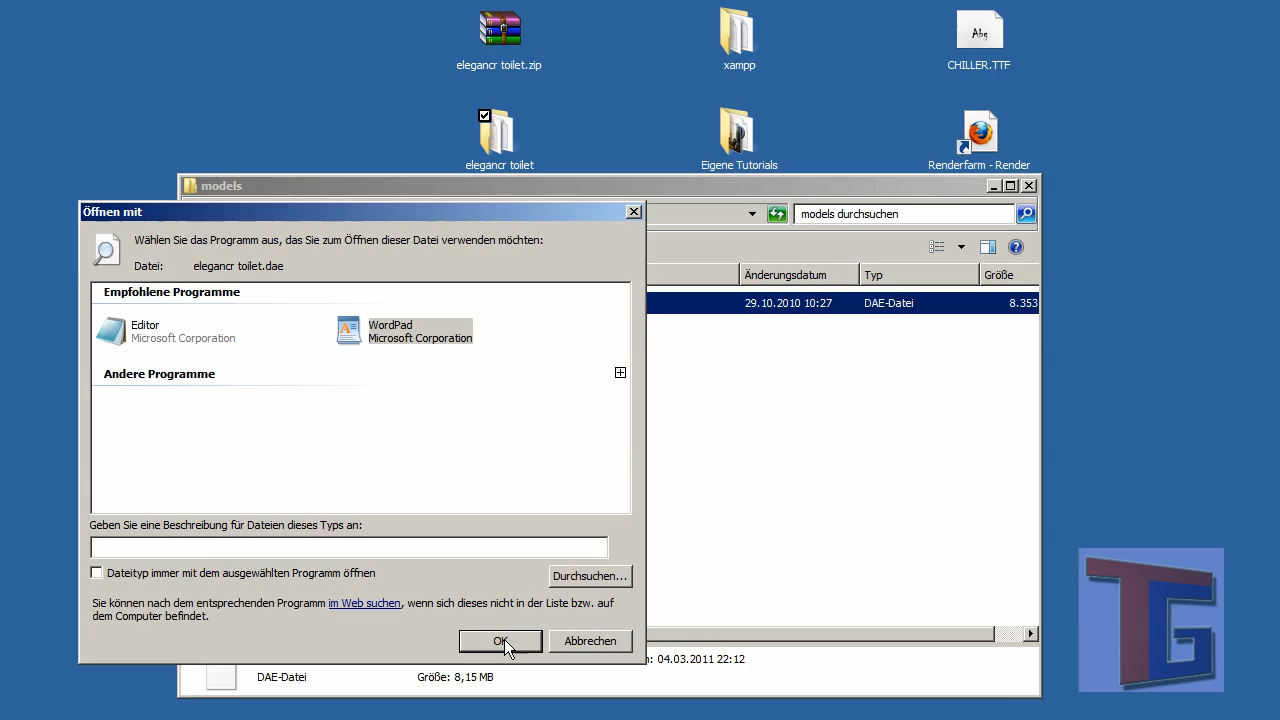 elegancr toilet.zip
xampp
Abg
CHILLER.TTF
elegancr toilet
Eigene Tutorials
Renderfarm - Render
models
Öffnen mit
models durchsuchen
Wählen Sie das Programm aus, das Sie zum Öffnen dieser Datei verwenden möchten:
Datei: elegancr toilet.dae
Änderungsdatum Typ Größe
Empfohlene Programme
29.10.2010 10:27 DAE-Datei 8.353
Editor
Microsoft Corporation
WordPad
Microsoft Corporation
Andere Programme
Geben Sie eine Beschreibung für Dateien dieses Typs an:
Dateityp immer mit dem ausgewählten Programm öffnen
Durchsuchen...
Sie können nach dem entsprechenden Programm im Web suchen, wenn sich dieses nicht in der Liste bzw. auf
dem Computer befindet.
OK Abbrechen
04.03.2011 22:12
DAE-Datei Größe: 8,15 MB
TG